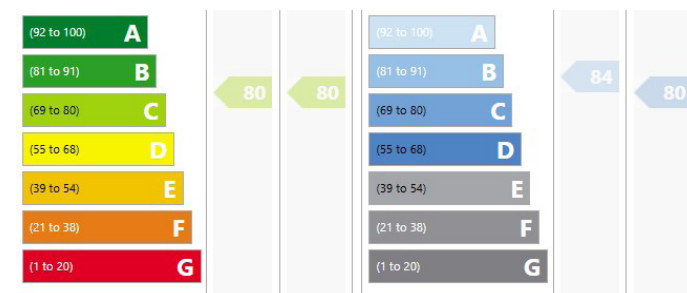 (92 to 100) A
(81 to 91) B
(69 to 80) C
(55 to 68) D
(39 to 54) E
(21 to 38) F
(1 to 20) G
80
80
(92 to 100) A
(81 to 91) B
(69 to 80) C
(55 to 68) D
(39 to 54) E
(21 to 38) F
(1 to 20) G
84
80